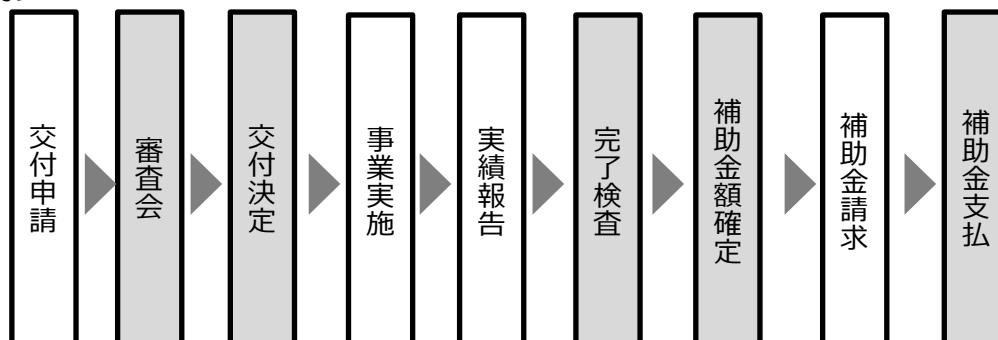 交付申請
審査会
交付決定
事業実施
実績報告
完了検査
補助金額確定
補助金請求
補助金支払